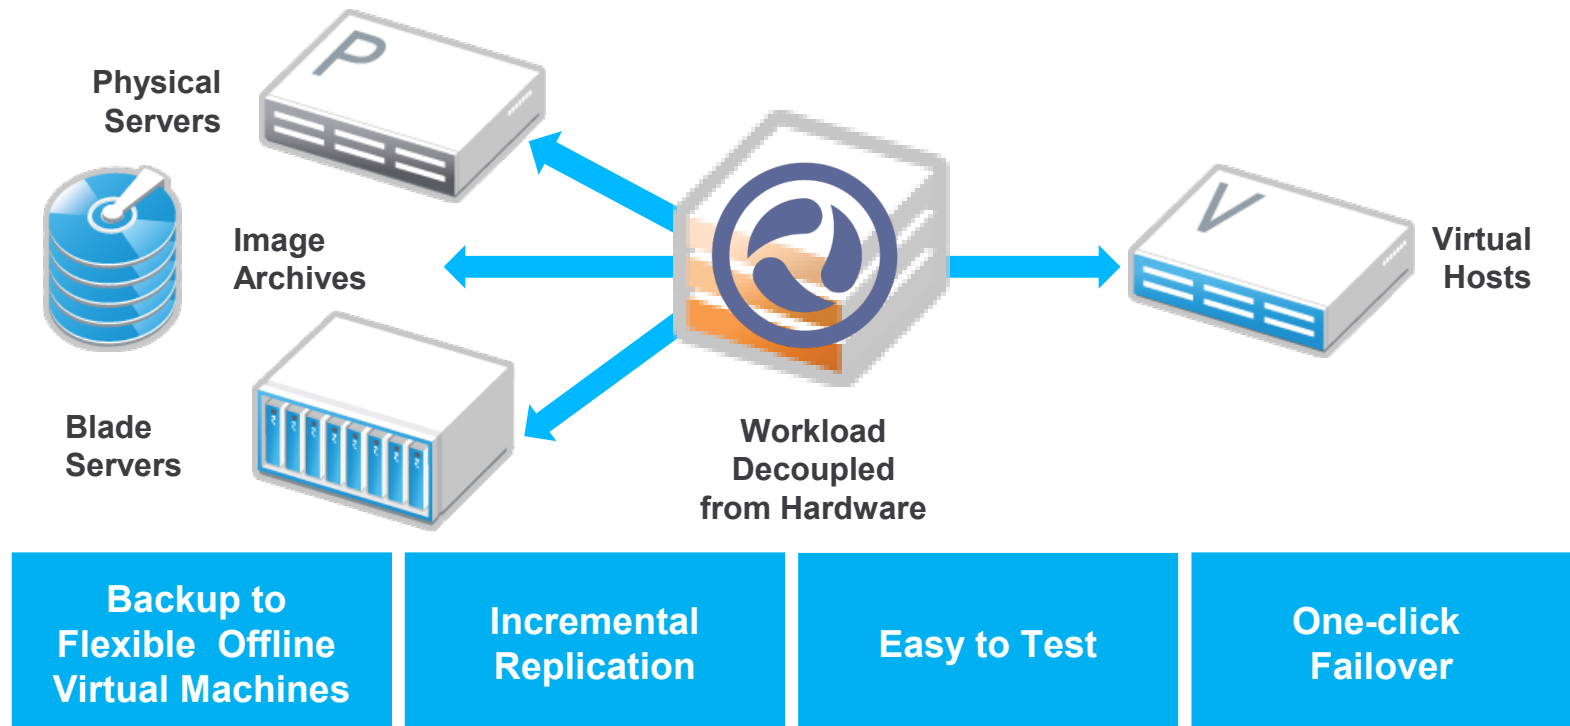 P
Physical
Servers
Image
Archives
Blade
Servers
Workload
Decoupled
from Hardware
V
Virtual
Hosts
Backup to
Flexible Offline
Virtual Machines
Incremental
Replication
Easy to Test
One-click
Failover